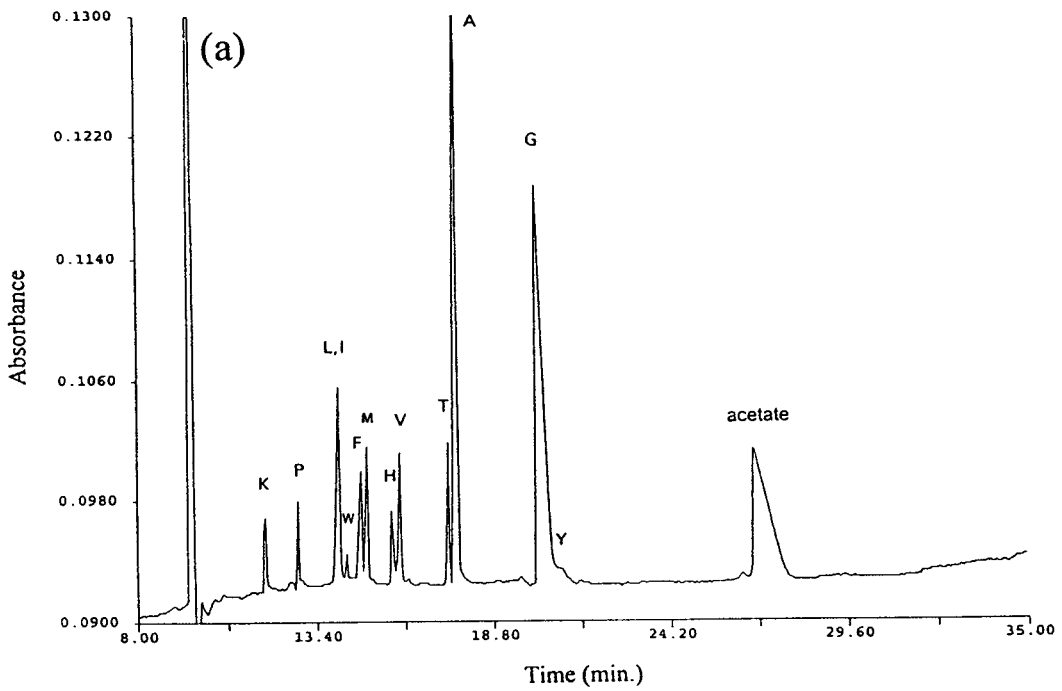 (a)
0.1300
0.1220
0.1140
0.1060
0.0980
0.0900
Absorbance
K
P
L,I
W
F
M
H
V
T
A
G
Y
acetate
8.00
13.40
18.80
24.20
29.60
35.00
Time (min.)